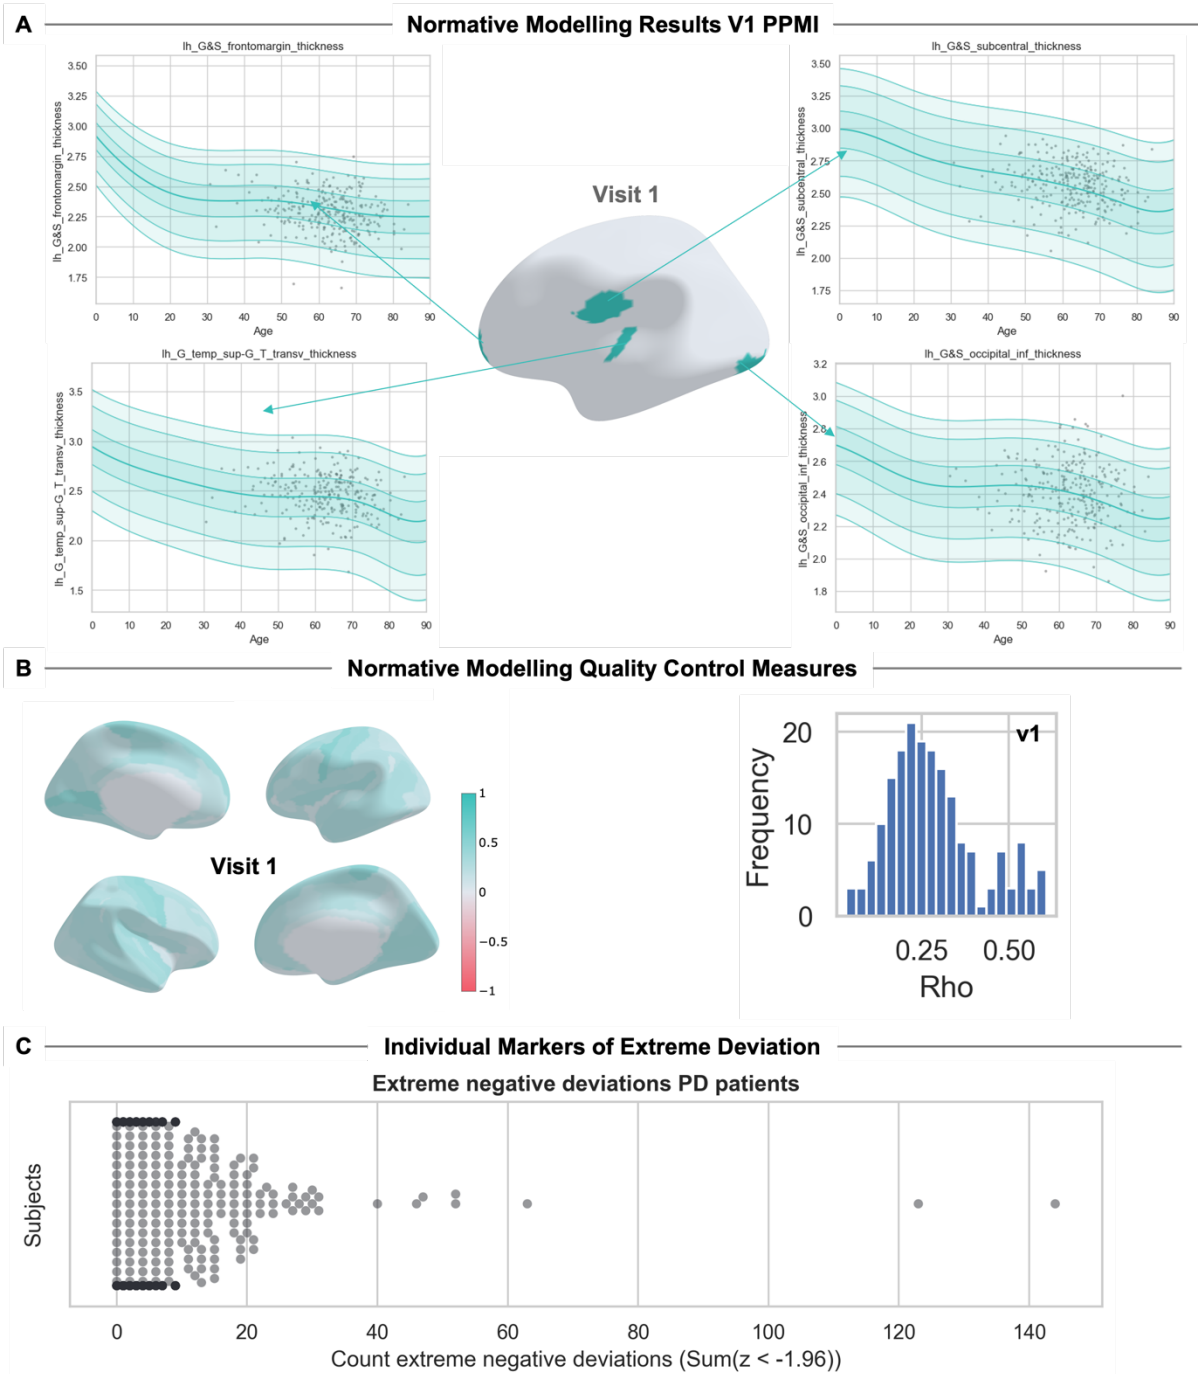 A
Normative Modelling Results V1 PPMI
lh_G&S_frontomargin_thickness
lh_G&S_frontomargin_thickness
3.50
3.25
3.00
2.75
2.50
2.25
2.00
1.75
0 10 20 30 40 50 60 70 80 90
Age
lh_G&S_subcentral_thickness
lh_G&S_subcentral_thickness
3.50
3.25
3.00
2.75
2.50
2.25
2.00
1.75
0 10 20 30 40 50 60 70 80 90
Age
Visit 1
lh_G_temp_sup-G_T_transv_thickness
lh_G_temp_sup-G_T_transv_thickness
3.5
3.0
2.5
2.0
1.5
0 10 20 30 40 50 60 70 80 90
Age
lh_G&S_occipital_inf_thickness
lh_G&S_occipital_inf_thickness
3.2
3.0
2.8
2.6
2.4
2.2
2.0
1.8
0 10 20 30 40 50 60 70 80 90
Age
B
Normative Modelling Quality Control Measures
Visit 1
1
0.5
0
−0.5
−1
v1
Frequency
20
10
0
0.25 0.50
Rho
C
Individual Markers of Extreme Deviation
Extreme negative deviations PD patients
Subjects
0 20 40 60 80 100 120 140
Count extreme negative deviations (Sum(z < -1.96))